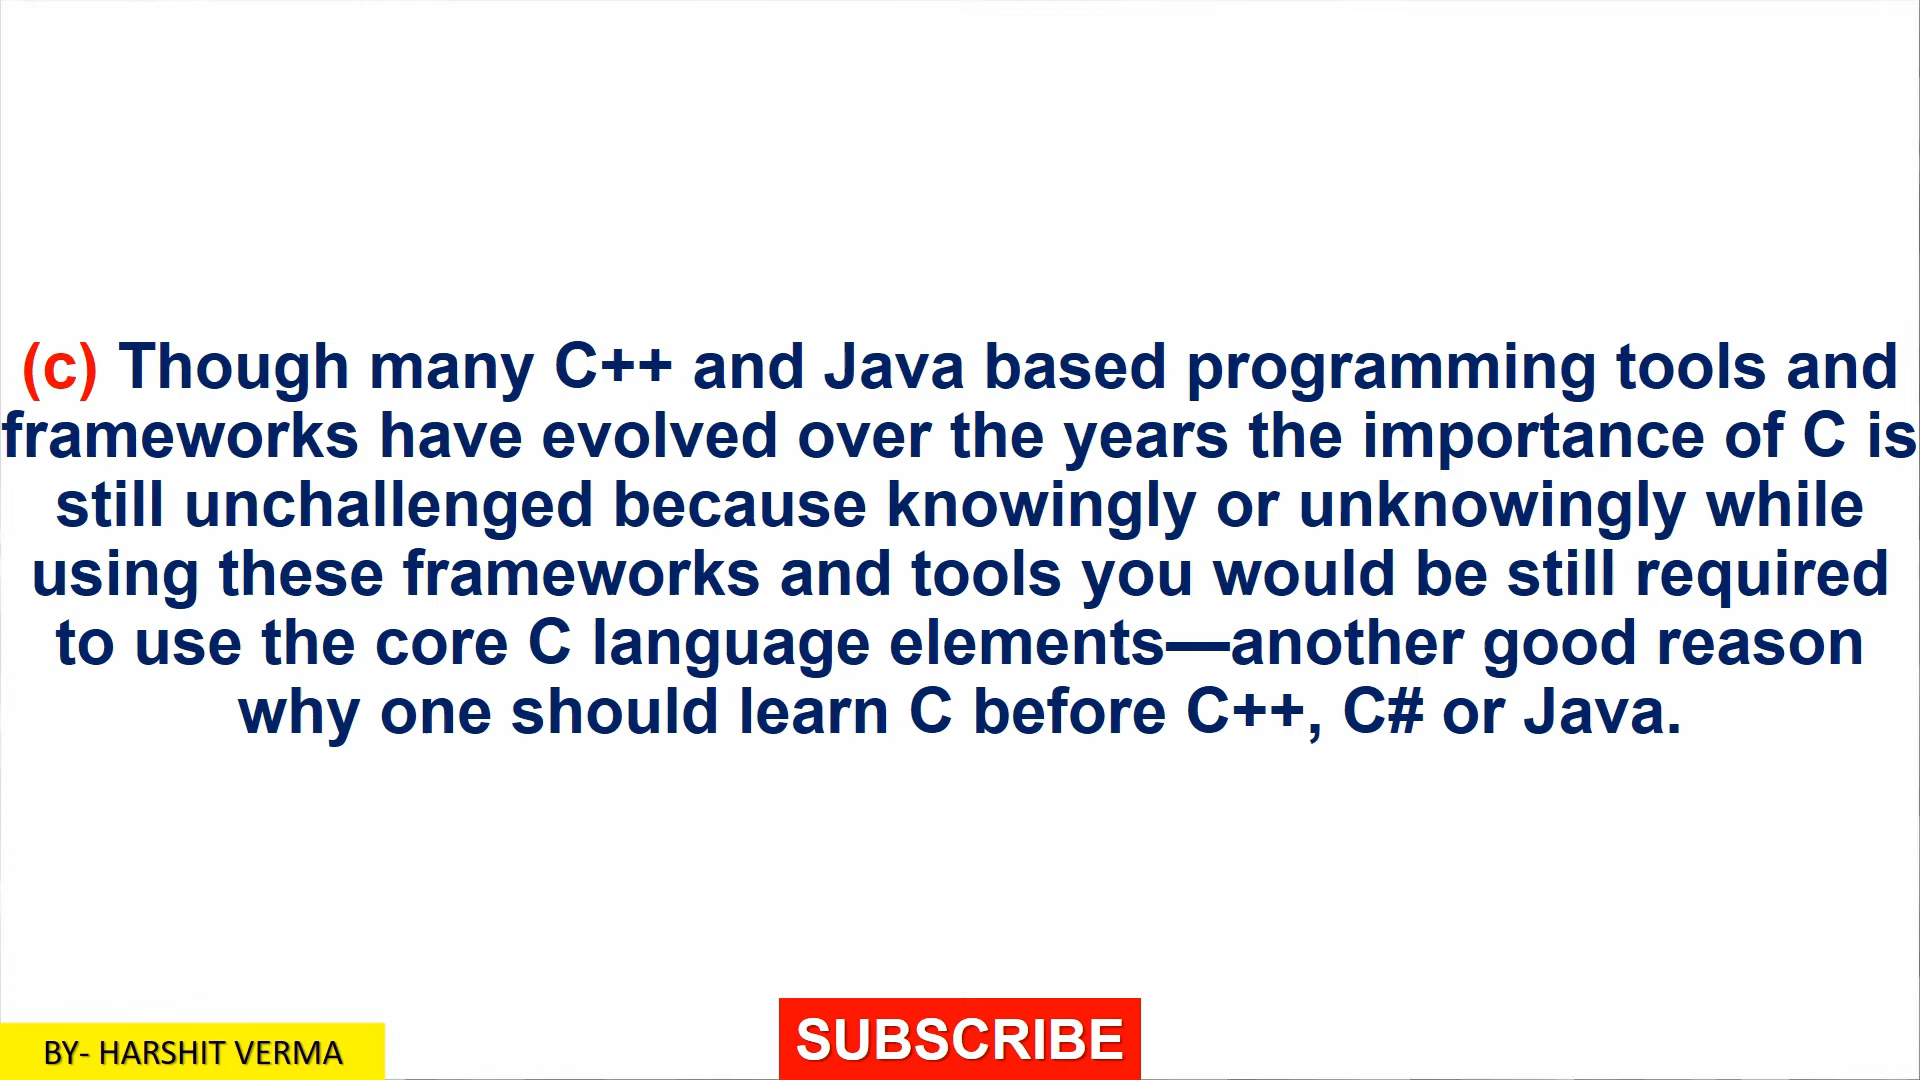 (c) Though many C++ and Java based programming tools and
frameworks have evolved over the years the importance of C is
still unchallenged because knowingly or unknowingly while
using these frameworks and tools you would be still required
to use the core C language elements—another good reason
why one should learn C before C++, C# or Java.
BY- HARSHIT VERMA
SUBSCRIBE